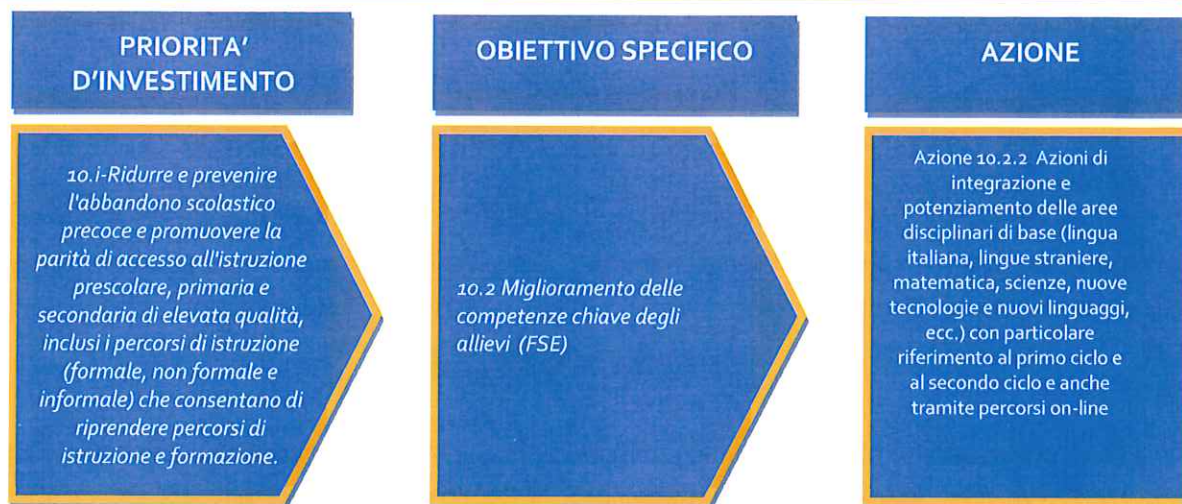 PRIORITA'
D'INVESTIMENTO
10.i-Ridurre e prevenire
l'abbandono scolastico
precoce e promuovere la
parità di accesso all'istruzione
prescolare, primaria e
secondaria di elevata qualità,
inclusi i percorsi di istruzione
(formale, non formale e
informale) che consentano di
riprendere percorsi di
istruzione e formazione.
OBIETTIVO SPECIFICO
10.2 Miglioramento delle
competenze chiave degli
allievi (FSE)
AZIONE
Azione 10.2.2 Azioni di
integrazione e
potenziamento delle aree
disciplinari di base (lingua
italiana, lingue straniere,
matematica, scienze, nuove
tecnologie e nuovi linguaggi,
ecc.) con particolare
riferimento al primo ciclo e
al secondo ciclo e anche
tramite percorsi on-line